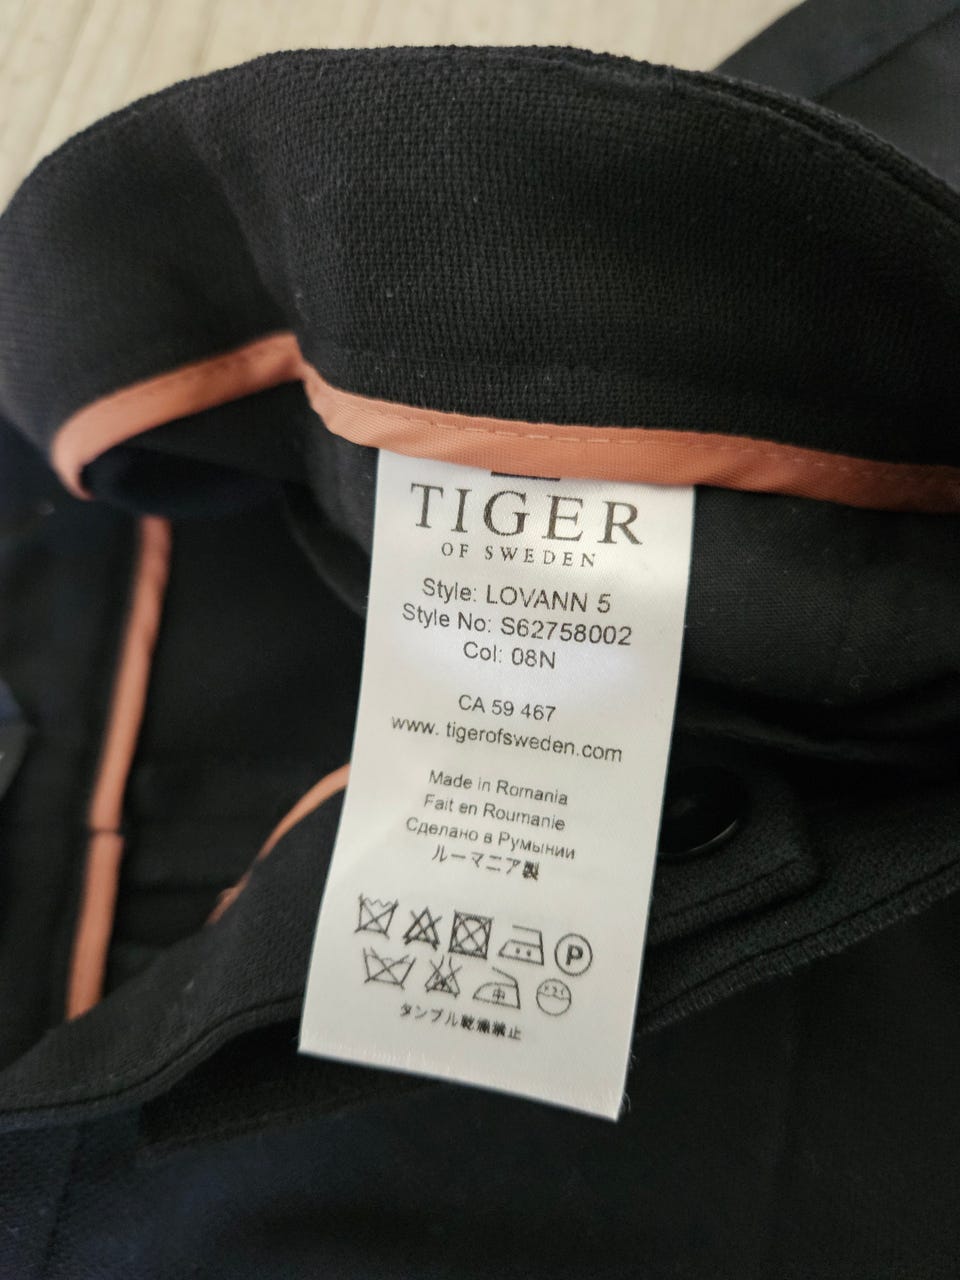 TIGER
OF SWEDEN
Style: LOVANN 5
Style No: S62758002
Col: 08N
CA 59 467
www. tigerofsweden.com
Made in Romania
Fait en Roumanie
Сделано в Румынии
ルーマニア製
P
中
タンブル乾燥禁止